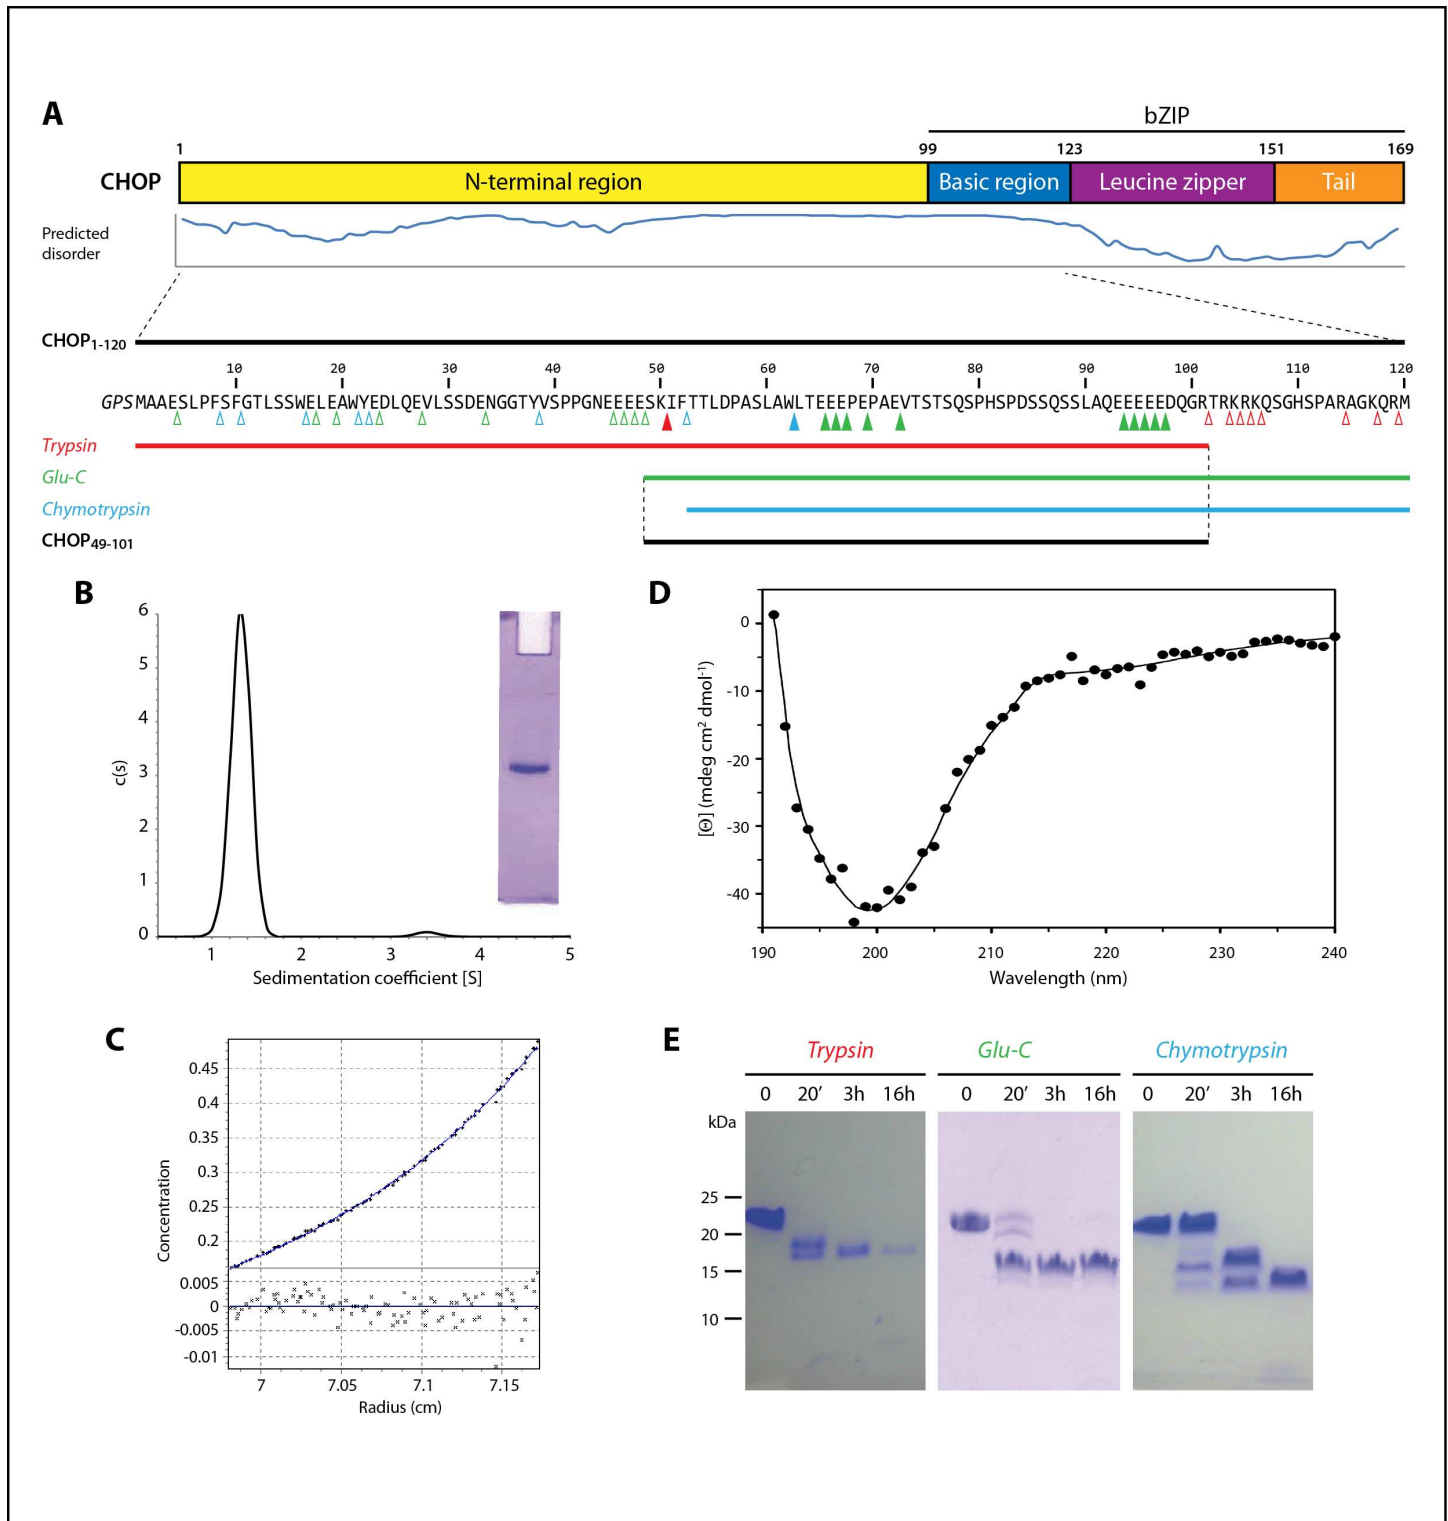 A
bZIP
1 99 123 151 169
CHOP N-terminal region Basic region Leucine zipper Tail
Predicted
disorder
CHOP1-120
10 20 30 40 50 60 70 80 90 100 110 120
GPSMAAESLPFSFGTLSSWELEAWYEDLQEVLSSDENGGTYVSPPGNEEEESKIFTTLDPASLAWLTEEEPEPAEVTSTSQSPHSPDSSQSSLAQEEEEEDQGRTRKRKQSGHSPARAGKQRM
Trypsin
Glu-C
Chymotrypsin
CHOP49-101
B
6
5
4
3
2
1
0
c(s)
1 2 3 4 5
Sedimentation coefficient [S]
D
0
-10
-20
-30
-40
[Θ] (mdeg cm² dmol⁻¹)
190 200 210 220 230 240
Wavelength (nm)
C
0.45
0.4
0.35
0.3
0.25
0.2
Concentration
0.005
0
-0.005
-0.01
7 7.05 7.1 7.15
Radius (cm)
E
Trypsin Glu-C Chymotrypsin
0 20' 3h 16h 0 20' 3h 16h 0 20' 3h 16h
kDa
25
20
15
10